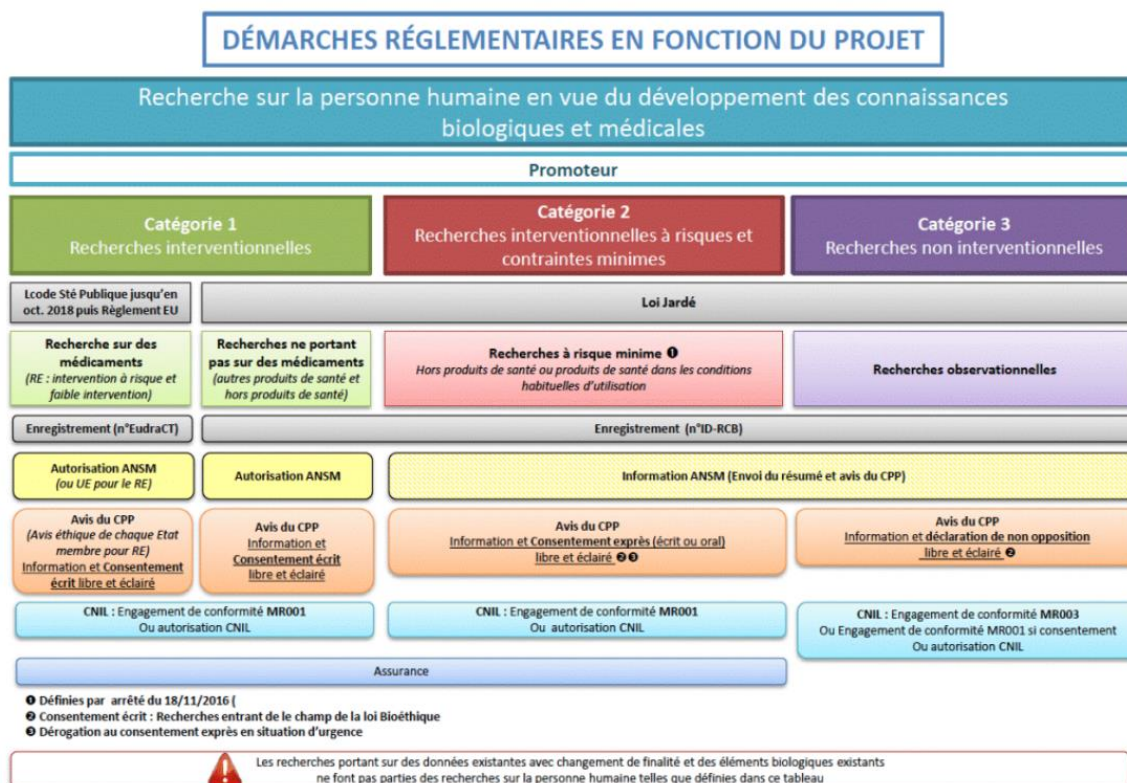 DÉMARCHES RÉGLEMENTAIRES EN FONCTION DU PROJET
Recherche sur la personne humaine en vue du développement des connaissances
biologiques et médicales
Promoteur
Catégorie 1
Recherches interventionnelles
Catégorie 2
Recherches interventionnelles à risques et
contraintes minimes
Catégorie 3
Recherches non interventionnelles
Lcode Sté Publique jusqu'en
oct. 2018 puis Règlement EU
Loi Jardé
Recherche sur des
médicaments
(RE : intervention à risque et
faible intervention)
Recherches ne portant
pas sur des médicaments
(autres produits de santé et
hors produits de santé)
Recherches à risque minime ❶
Hors produits de santé ou produits de santé dans les conditions
habituelles d'utilisation
Recherches observationnelles
Enregistrement (n°EudraCT)
Enregistrement (n°ID-RCB)
Autorisation ANSM
(ou UE pour le RE)
Autorisation ANSM
Information ANSM (Envoi du résumé et avis du CPP)
Avis du CPP
(Avis éthique de chaque Etat
membre pour RE)
Information et Consentement
écrit libre et éclairé
Avis du CPP
Information et
Consentement écrit
libre et éclairé
Avis du CPP
Information et Consentement exprès (écrit ou oral)
libre et éclairé ❷❸
Avis du CPP
Information et déclaration de non opposition
libre et éclairé ❷
CNIL : Engagement de conformité MR001
Ou autorisation CNIL
CNIL : Engagement de conformité MR001
Ou autorisation CNIL
CNIL : Engagement de conformité MR003
Ou Engagement de conformité MR001 si consentement
Ou autorisation CNIL
Assurance
❶ Définies par arrêté du 18/11/2016 (
❷ Consentement écrit : Recherches entrant de le champ de la loi Bioéthique
❸ Dérogation au consentement exprès en situation d'urgence
Les recherches portant sur des données existantes avec changement de finalité et des éléments biologiques existants
ne font pas parties des recherches sur la personne humaine telles que définies dans ce tableau